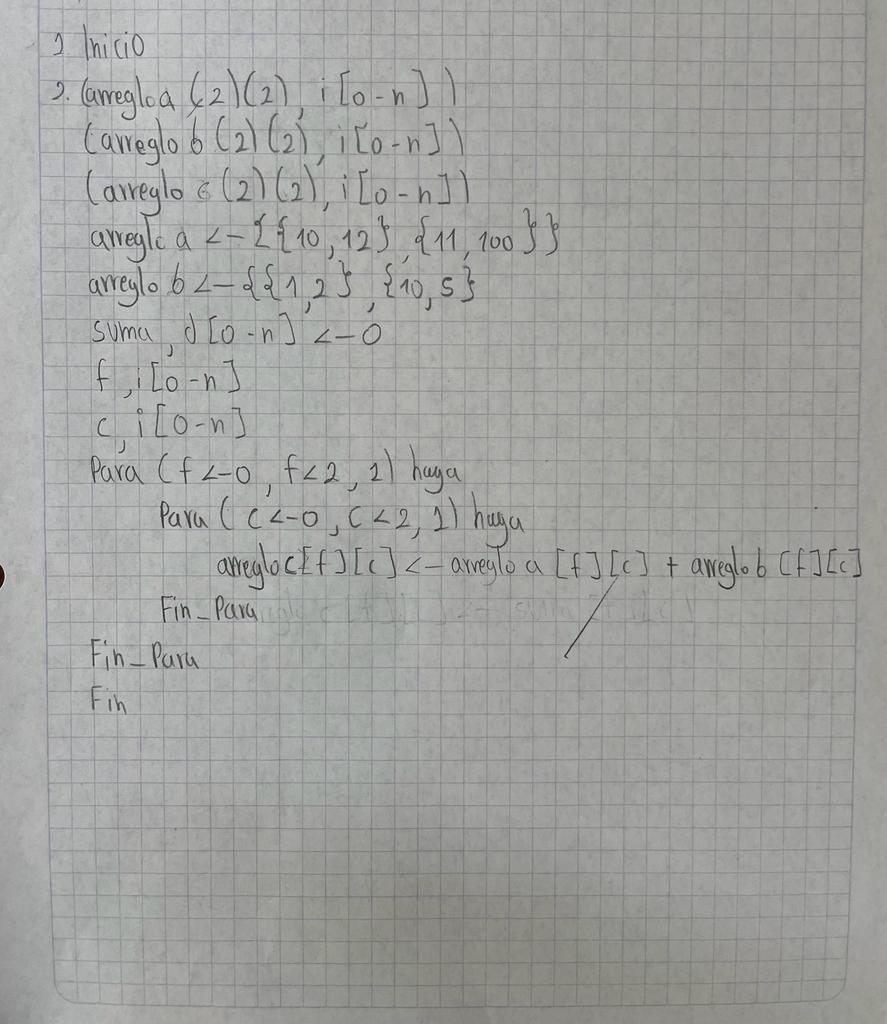 1 Inicio
2. (arreglo a (2)(2), i [0-n])
(arreglo b (2)(2), i[0-n])
(arreglo c (2)(2), i[0-n])
arreglo a <- {{10,12},{11,100}}
arreglo b <- {{1,2},{10,5}
suma, d[0-n] <- 0
f, i[0-n]
c, i[0-n]
Para (f<-0, f<2, 1) haga
Para (c<-0, c<2, 1) haga
arreglo c[f][c] <- arreglo a [f][c] + arreglo b [f][c]
Fin_Para
Fin_Para
Fin